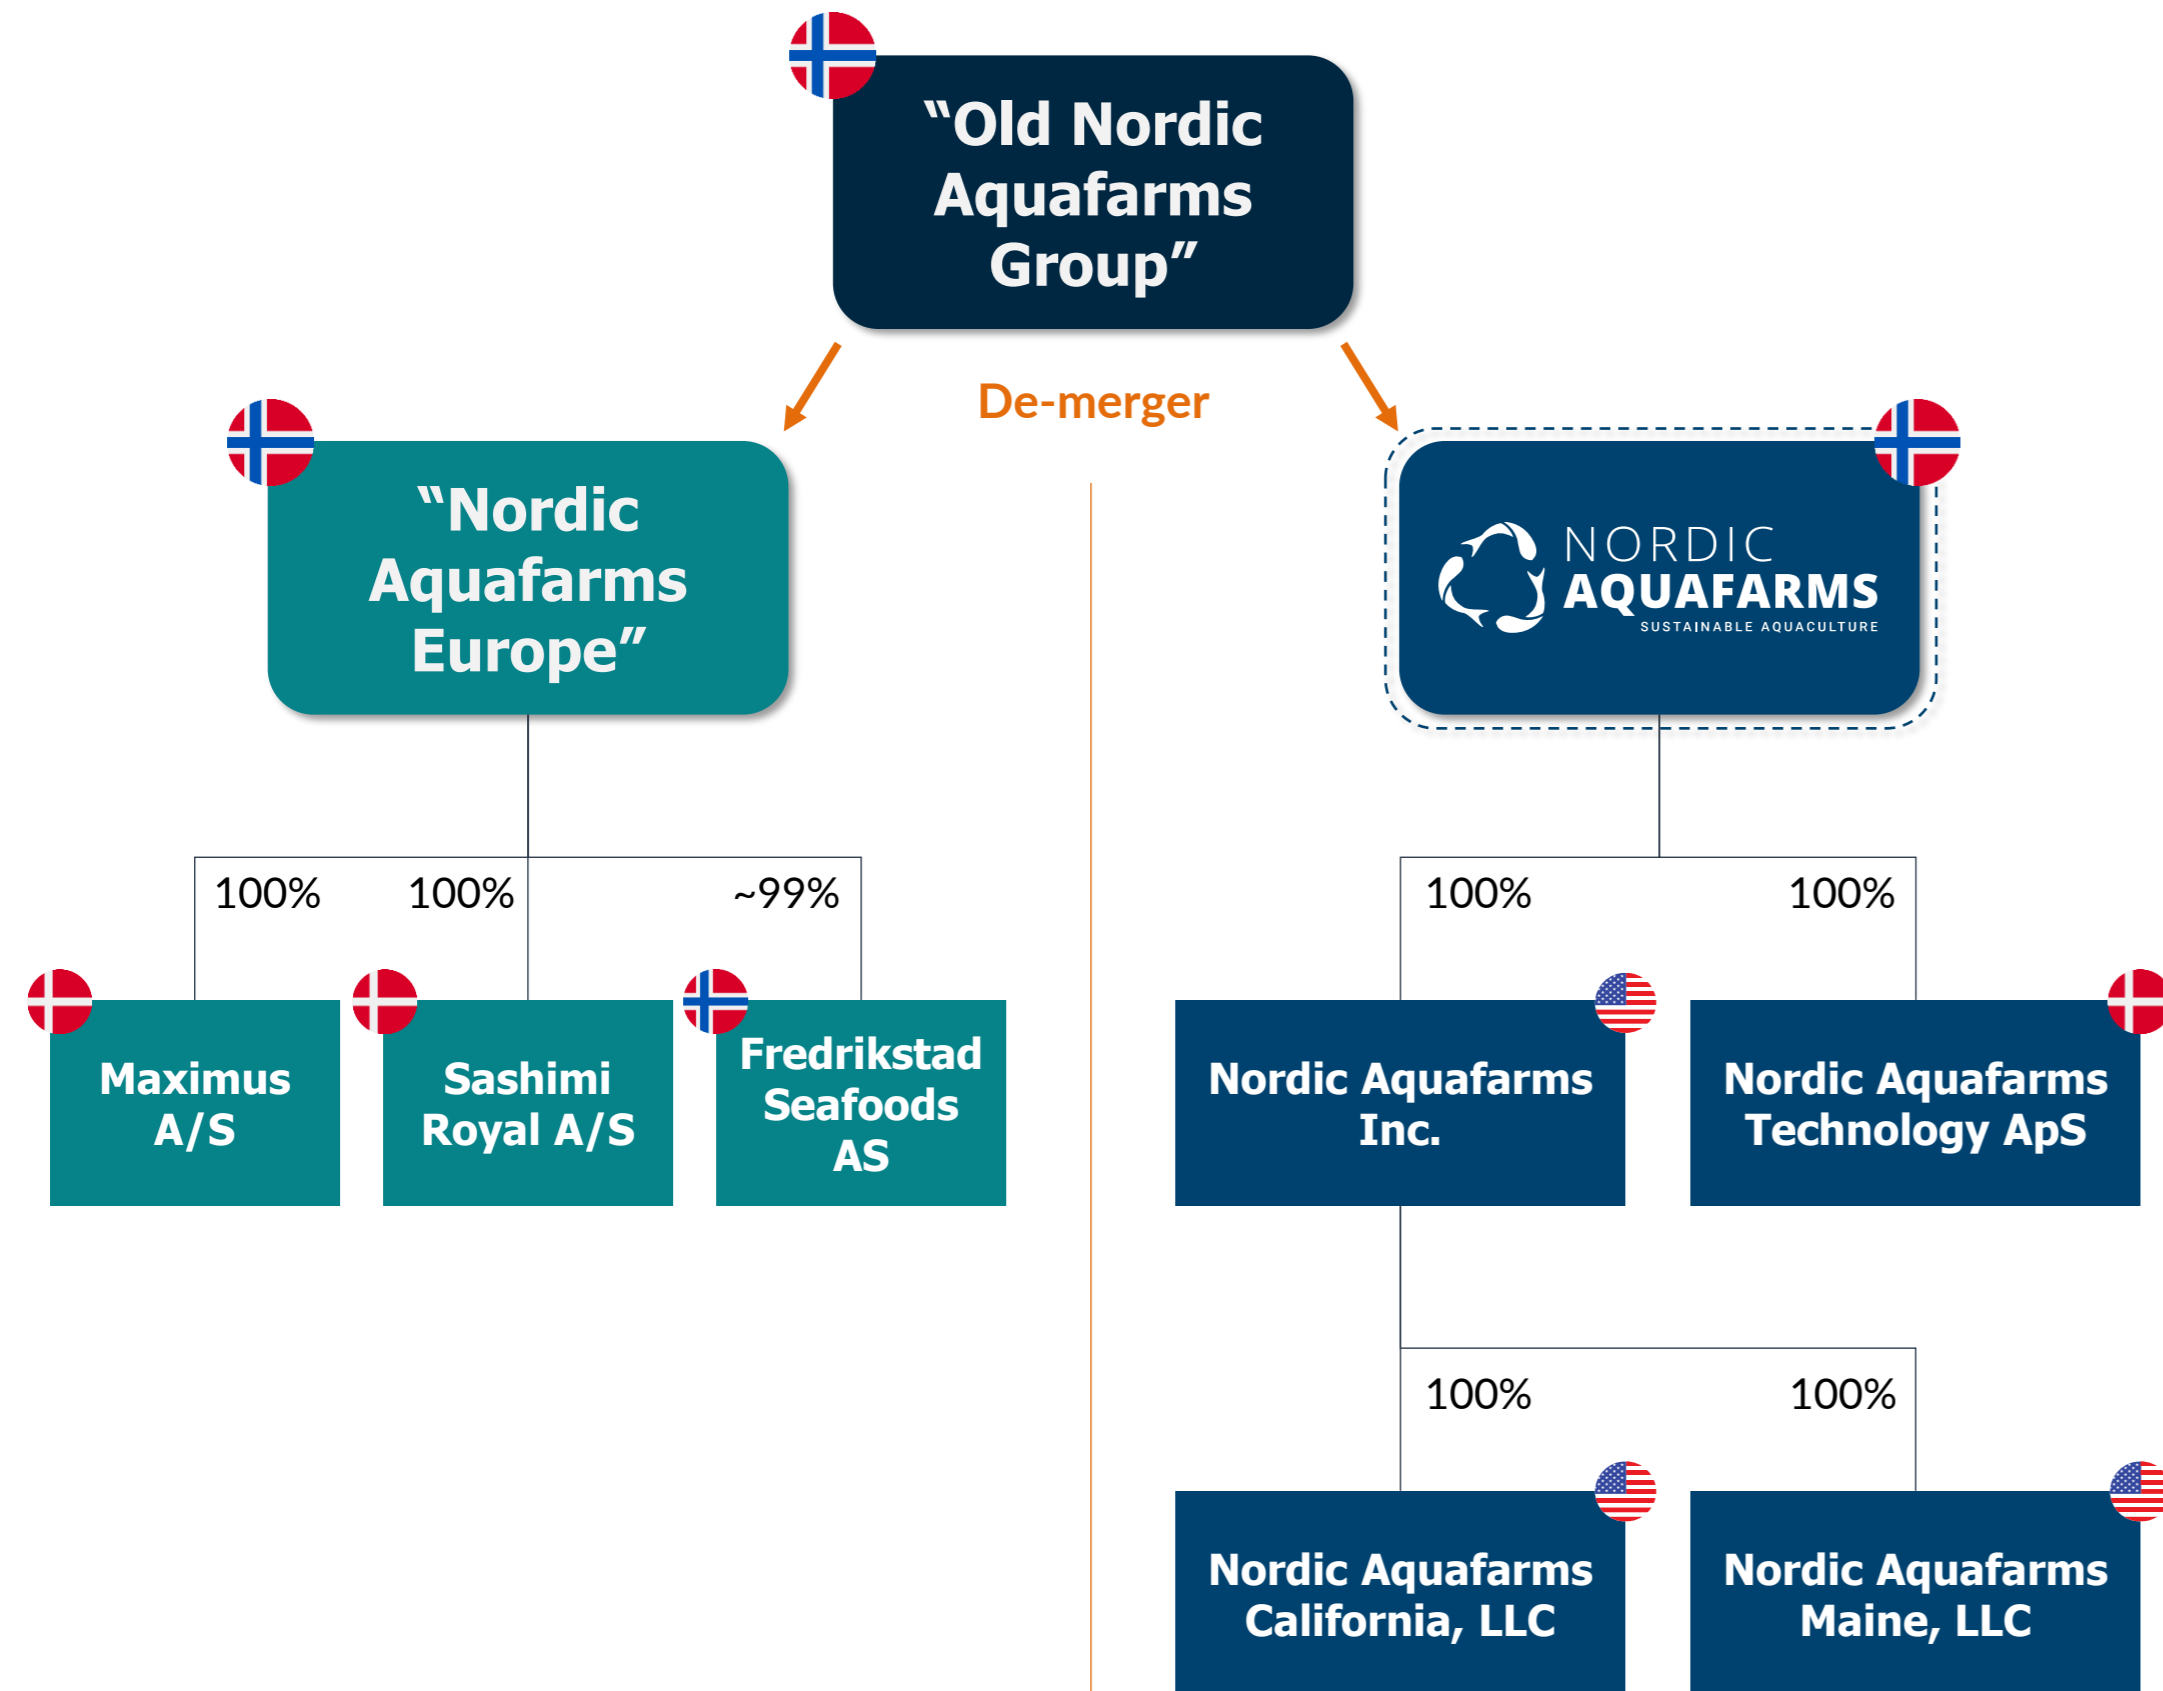 “Old Nordic
Aquafarms
Group”
De-merger
“Nordic
Aquafarms
Europe”
NORDIC
AQUAFARMS
SUSTAINABLE AQUACULTURE
100%
100%
~99%
100%
100%
Maximus
A/S
Sashimi
Royal A/S
Fredrikstad
Seafoods
AS
Nordic Aquafarms
Inc.
Nordic Aquafarms
Technology ApS
100%
100%
Nordic Aquafarms
California, LLC
Nordic Aquafarms
Maine, LLC